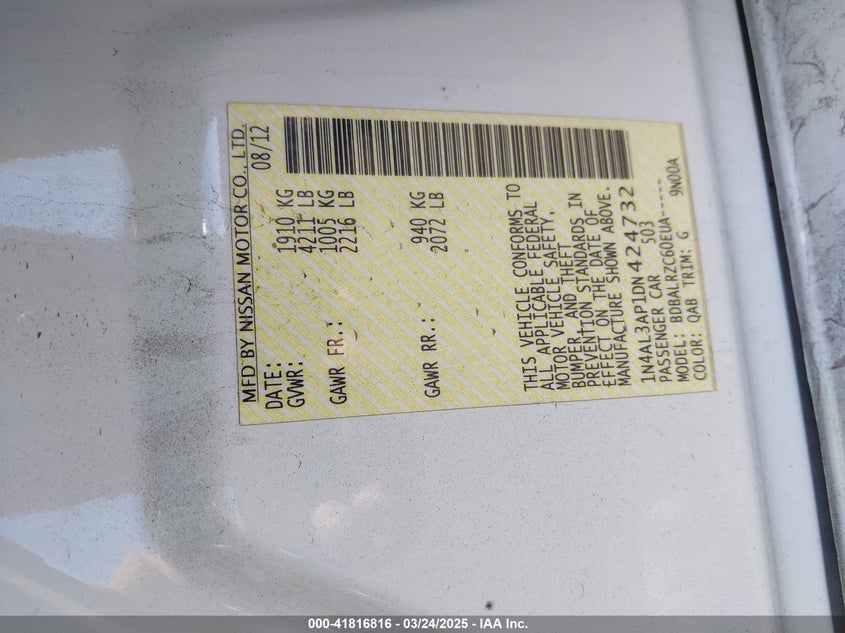 MFD BY NISSAN MOTOR CO., LTD.
DATE: 08/12
GVWR: 1910 KG
4211 LB
GAWR FR.: 1005 KG
2216 LB
GAWR RR.: 940 KG
2072 LB
THIS VEHICLE CONFORMS TO
ALL APPLICABLE FEDERAL
MOTOR VEHICLE SAFETY,
BUMPER, AND THEFT
PREVENTION STANDARDS IN
EFFECT ON THE DATE OF
MANUFACTURE SHOWN ABOVE.
1N4AL3AP1DN424732
PASSENGER CAR 503
MODEL: BDBALRZC60EUA----
COLOR: QAB TRIM: G 9N00A
000-41816816 / 03/24/2025 - IAA Inc.